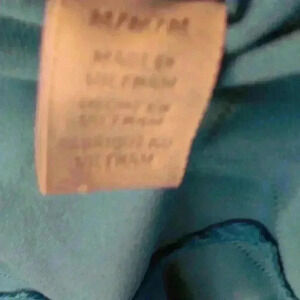 M/M/M
MADE IN
VIETNAM
HECHO EN
VIETNAM
FABRIQUÉ AU
VIETNAM